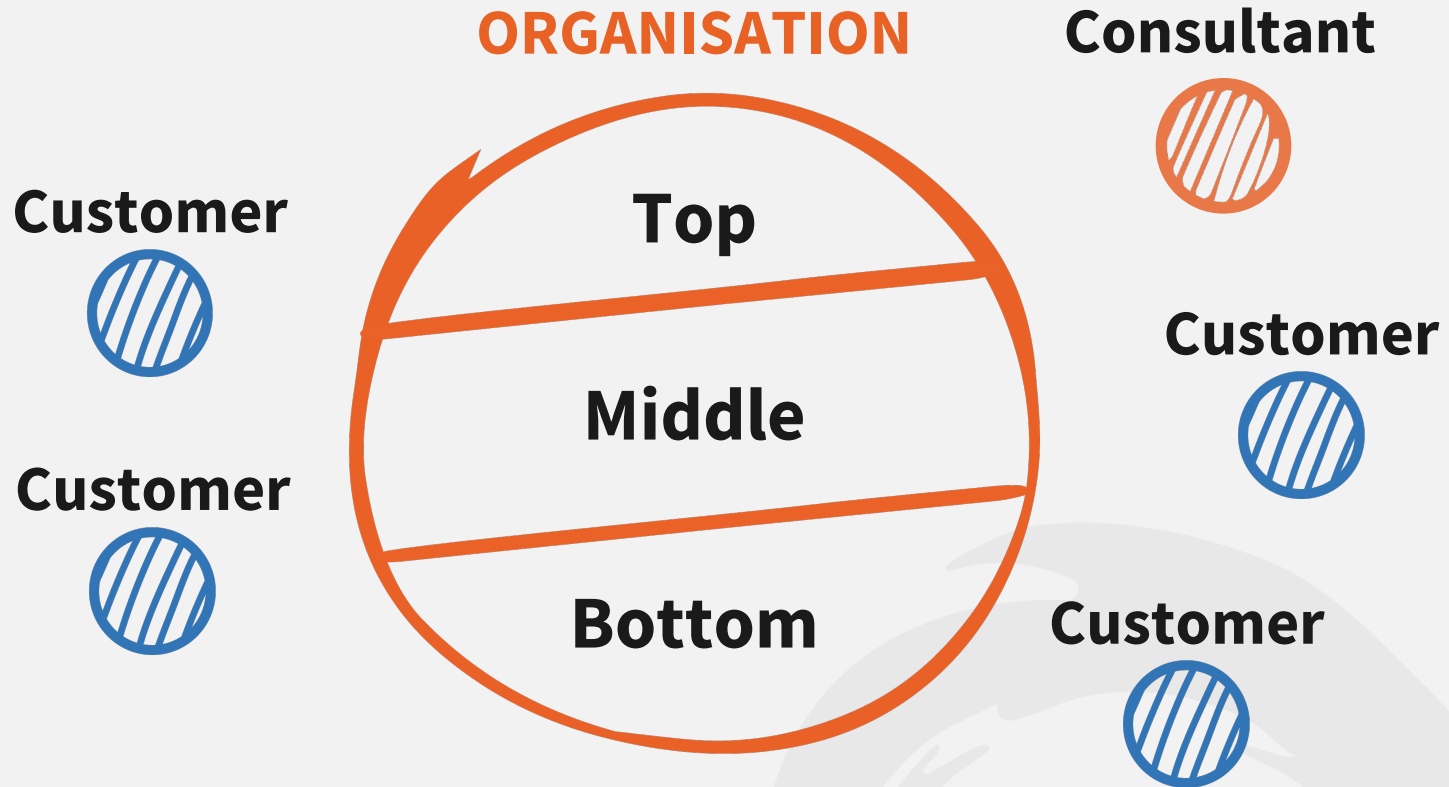 ORGANISATION
Consultant
Customer
Top
Customer
Middle
Customer
Bottom
Customer